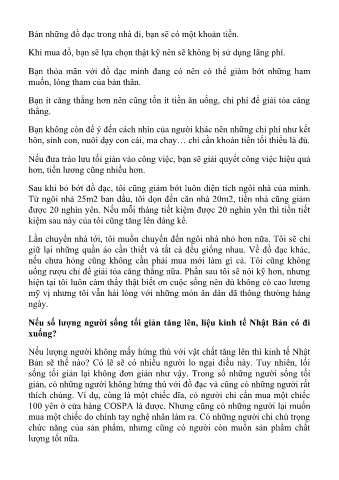 Bán những đồ đạc trong nhà đi, bạn sẽ có một khoản tiền.
Khi mua đồ, bạn sẽ lựa chọn thật kỹ nên sẽ không bị sử dụng lãng phí.
Bạn thỏa mãn với đồ đạc mình đang có nên có thể giảm bớt những ham
muốn, lòng tham của bản thân.
Bạn ít căng thẳng hơn nên cũng tốn ít tiền ăn uống, chi phí để giải tỏa căng
thẳng.
Bạn không còn để ý đến cách nhìn của người khác nên những chi phí như kết
hôn, sinh con, nuôi dạy con cái, ma chay… chỉ cần khoản tiền tối thiểu là đủ.
Nếu đưa trào lưu tối giản vào công việc, bạn sẽ giải quyết công việc hiệu quả
hơn, tiền lương cũng nhiều hơn.
Sau khi bỏ bớt đồ đạc, tôi cũng giảm bớt luôn diện tích ngôi nhà của mình.
Từ ngôi nhà 25m2 ban đầu, tôi dọn đến căn nhà 20m2, tiền nhà cũng giảm
được 20 nghìn yên. Nếu mỗi tháng tiết kiệm được 20 nghìn yên thì tiền tiết
kiệm sau này của tôi cũng tăng lên đáng kể.
Lần chuyển nhà tới, tôi muốn chuyển đến ngôi nhà nhỏ hơn nữa. Tôi sẽ chỉ
giữ lại những quần áo cần thiết và tất cả đều giống nhau. Về đồ đạc khác,
nếu chưa hỏng cũng không cần phải mua mới làm gì cả. Tôi cũng không
uống rượu chỉ để giải tỏa căng thẳng nữa. Phần sau tôi sẽ nói kỹ hơn, nhưng
hiện tại tôi luôn cảm thấy thật biết ơn cuộc sống nên dù không có cao lương
mỹ vị nhưng tôi vẫn hài lòng với những món ăn dân dã thông thường hàng
ngày.
Nếu số lượng người sống tối giản tăng lên, liệu kinh tế Nhật Bản có đi
xuống?
Nếu lượng người không mấy hứng thú với vật chất tăng lên thì kinh tế Nhật
Bản sẽ thế nào? Có lẽ sẽ có nhiều người lo ngại điều này. Tuy nhiên, lối
sống tối giản lại không đơn giản như vậy. Trong số những người sống tối
giản, có những người không hứng thú với đồ đạc và cũng có những người rất
thích chúng. Ví dụ, cùng là một chiếc đĩa, có người chỉ cần mua một chiếc
100 yên ở cửa hàng COSPA là được. Nhưng cũng có những người lại muốn
mua một chiếc do chính tay nghệ nhân làm ra. Có những người chỉ chú trọng
chức năng của sản phẩm, nhưng cũng có người còn muốn sản phẩm chất
lượng tốt nữa.